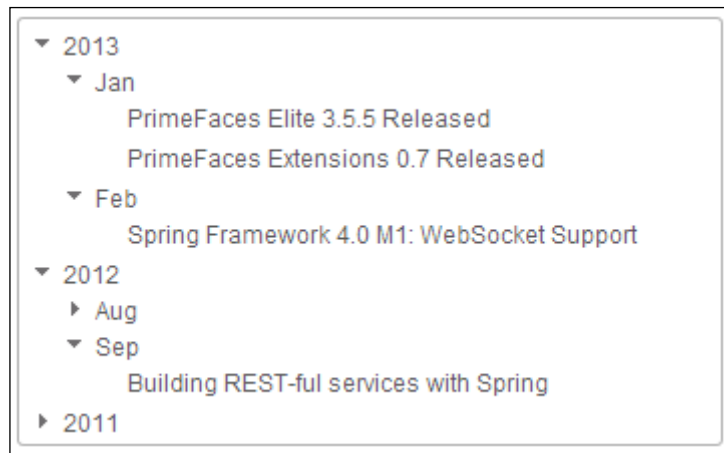 2013
Jan
PrimeFaces Elite 3.5.5 Released
PrimeFaces Extensions 0.7 Released
Feb
Spring Framework 4.0 M1: WebSocket Support
2012
Aug
Sep
Building REST-ful services with Spring
2011